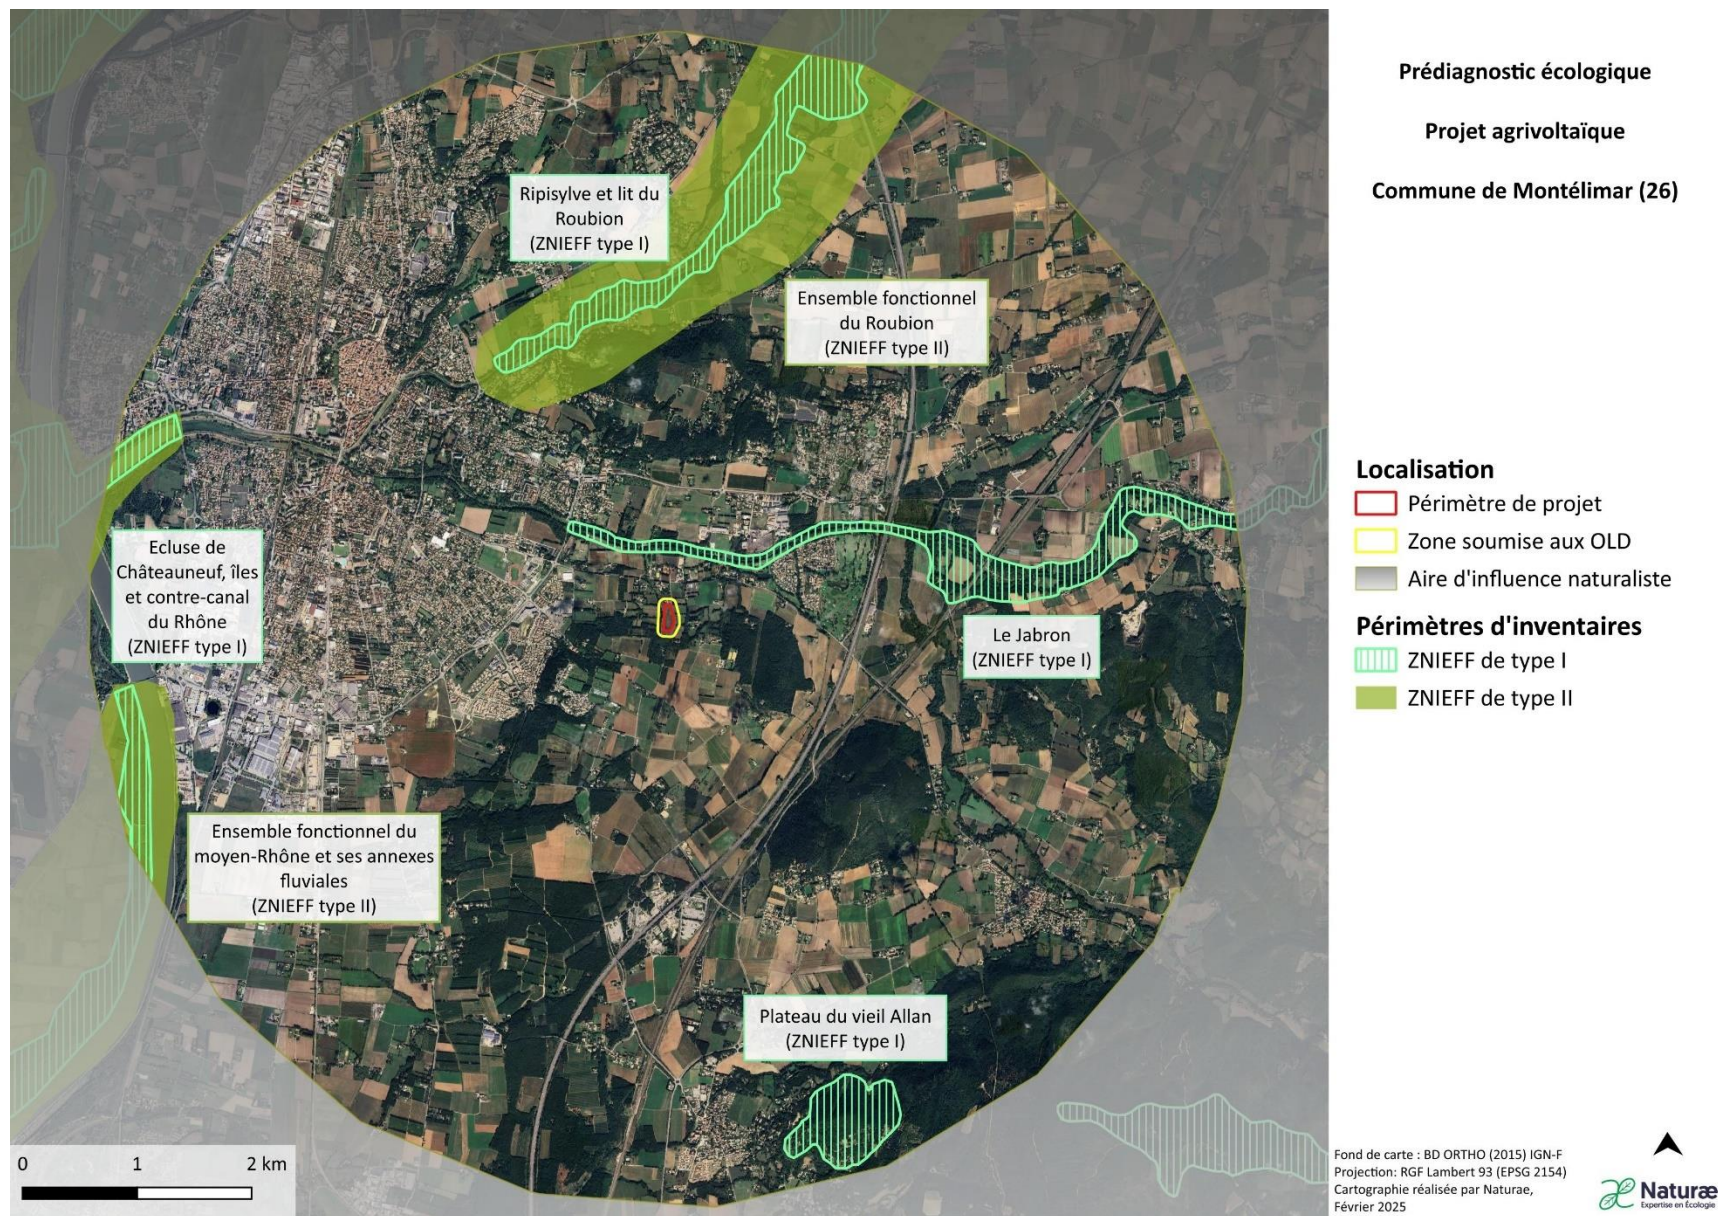 Prédiagnostic écologique
Projet agrivoltaïque
Commune de Montélimar (26)
Ripisylve et lit du
Roubion
(ZNIEFF type I)
Ensemble fonctionnel
du Roubion
(ZNIEFF type II)
Ecluse de
Châteauneuf, îles
et contre-canal
du Rhône
(ZNIEFF type I)
Le Jabron
(ZNIEFF type I)
Ensemble fonctionnel du
moyen-Rhône et ses annexes
fluviales
(ZNIEFF type II)
Plateau du vieil Allan
(ZNIEFF type I)
0 1 2 km
Localisation
Périmètre de projet
Zone soumise aux OLD
Aire d'influence naturaliste
Périmètres d'inventaires
ZNIEFF de type I
ZNIEFF de type II
Fond de carte : BD ORTHO (2015) IGN-F
Projection: RGF Lambert 93 (EPSG 2154)
Cartographie réalisée par Naturae,
Février 2025
Naturæ
Expertise en Écologie